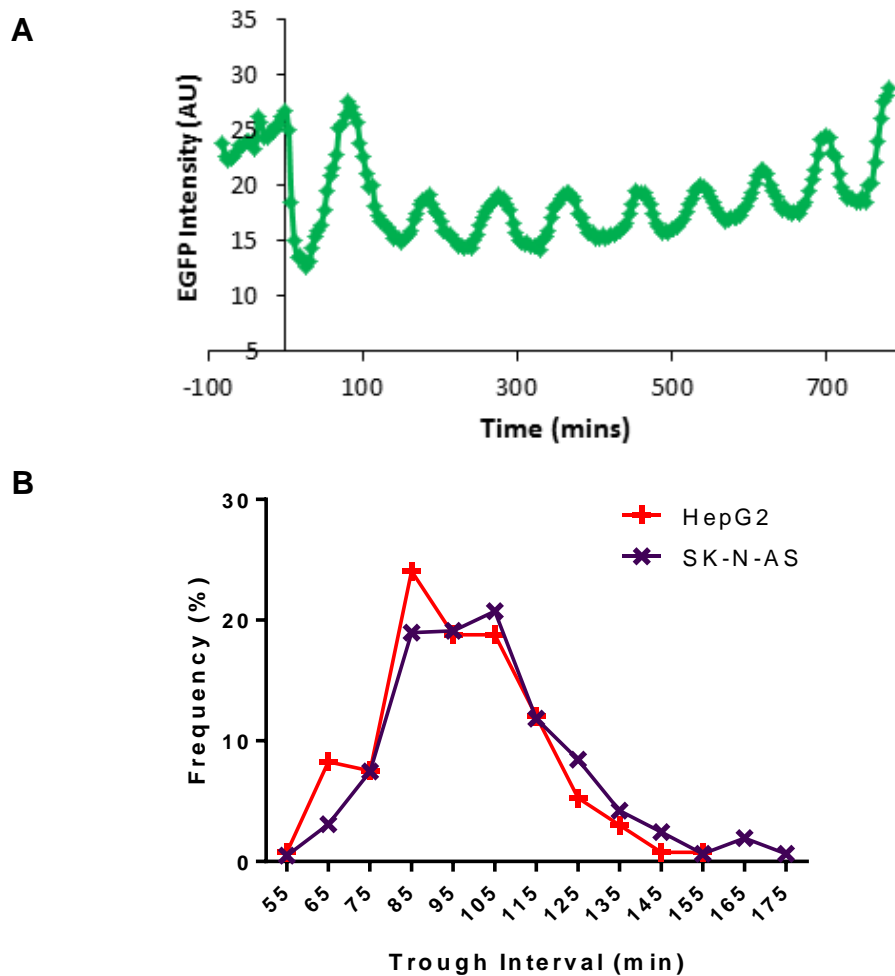 A
EGFP Intensity (AU)
35
30
25
20
15
10
5
-100 100 300 500 700
Time (mins)
B
Frequency (%)
30
20
10
0
HepG2
SK-N-AS
55 65 75 85 95 105 115 125 135 145 155 165 175
Trough Interval (min)